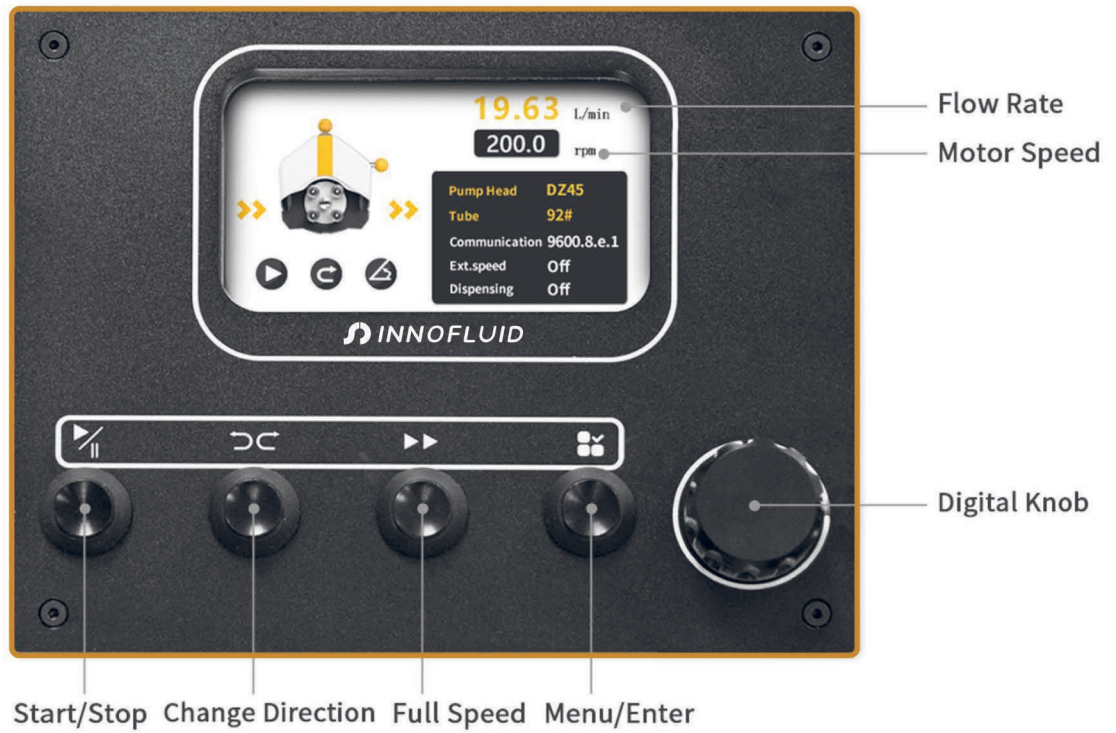 19.63 L/min
Flow Rate
200.0 rpm
Motor Speed
Pump Head DZ45
Tube 92#
Communication 9600.8.e.1
Ext.speed Off
Dispensing Off
INNOFLUID
Digital Knob
Start/Stop Change Direction Full Speed Menu/Enter